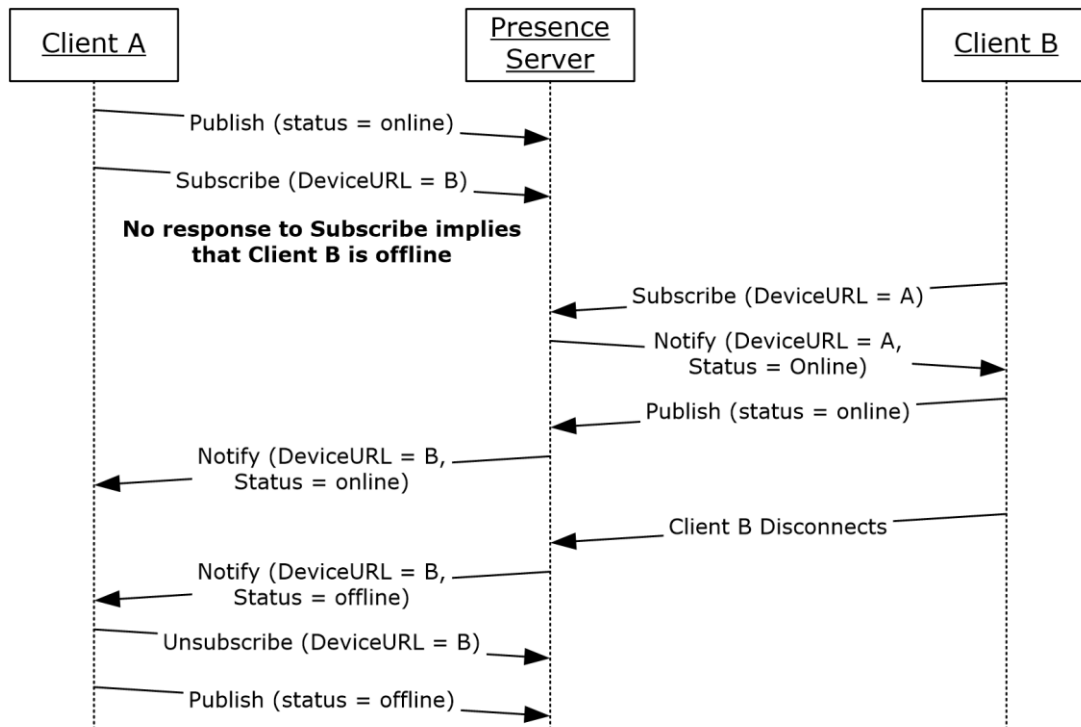 Client A
Presence
Server
Client B
Publish (status = online)
Subscribe (DeviceURL = B)
No response to Subscribe implies
that Client B is offline
Subscribe (DeviceURL = A)
Notify (DeviceURL = A,
Status = Online)
Publish (status = online)
Notify (DeviceURL = B,
Status = online)
Client B Disconnects
Notify (DeviceURL = B,
Status = offline)
Unsubscribe (DeviceURL = B)
Publish (status = offline)